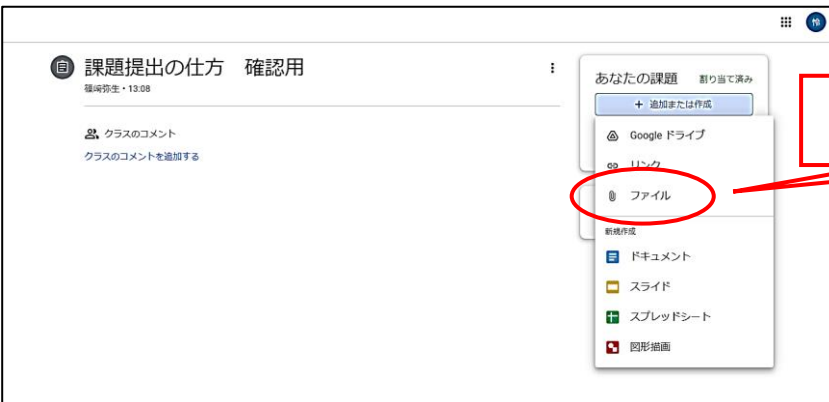 課題提出の仕方 確認用
篠崎弥生・13:08
クラスのコメント
クラスのコメントを追加する
あなたの課題 割り当て済み
+ 追加または作成
Google ドライブ
リンク
ファイル
新規作成
ドキュメント
スライド
スプレッドシート
図形描画